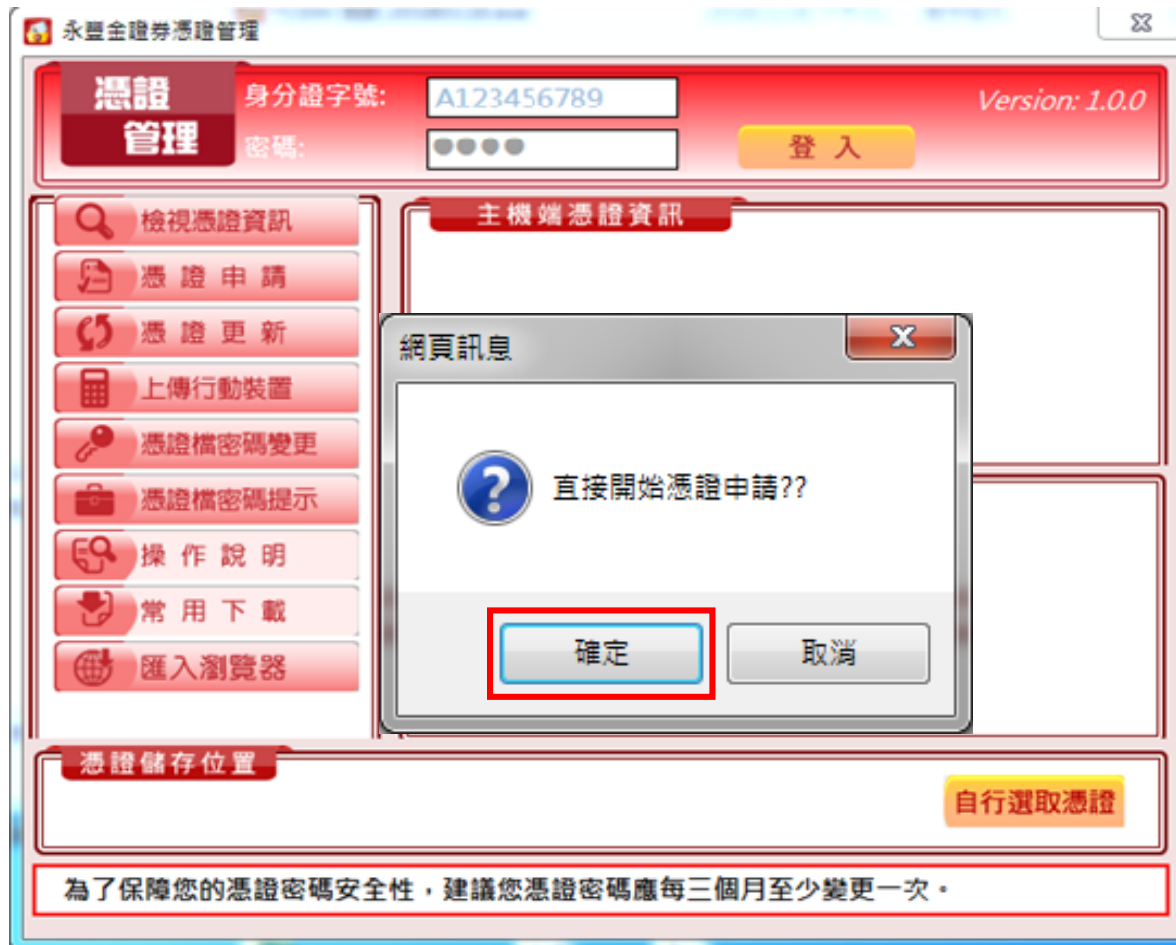 永豐金證券憑證管理
憑證
管理
身分證字號:
A123456789
Version: 1.0.0
密碼:
登 入
檢視憑證資訊
憑 證 申 請
憑 證 更 新
上傳行動裝置
憑證檔密碼變更
憑證檔密碼提示
操 作 說 明
常 用 下 載
匯入瀏覽器
主機端憑證資訊
網頁訊息
直接開始憑證申請??
確定
取消
憑證儲存位置
自行選取憑證
為了保障您的憑證密碼安全性，建議您憑證密碼應每三個月至少變更一次。